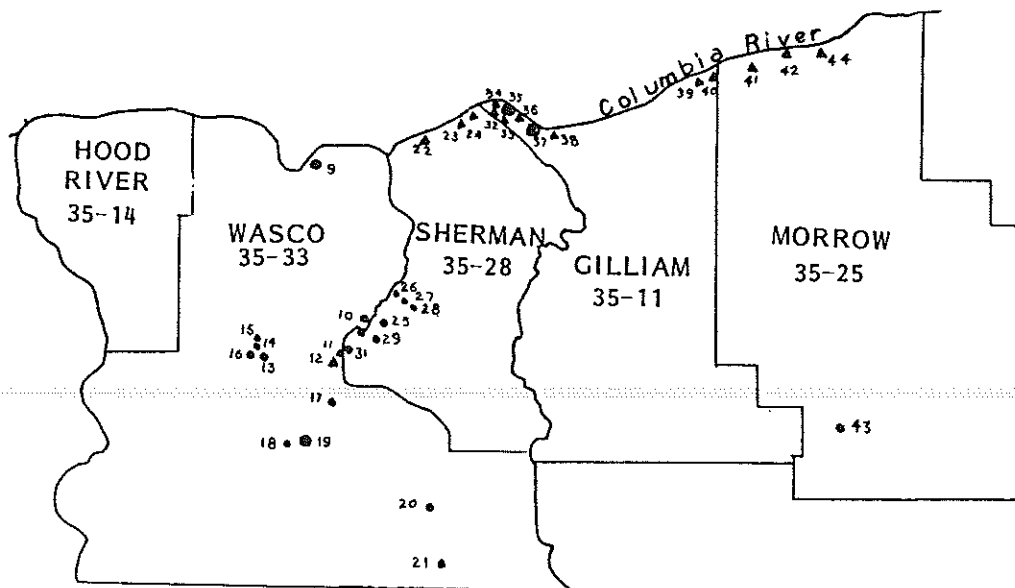 Columbia River
34 35
36
32 33
37 38
22 23 24
39 40 41 42 44
HOOD
RIVER
35-14
9
WASCO
35-33
SHERMAN
35-28
GILLIAM
35-11
MORROW
35-25
26 27
28
10 25
29
15 14
16 13
11 31
12
17
18 19
43
20
21